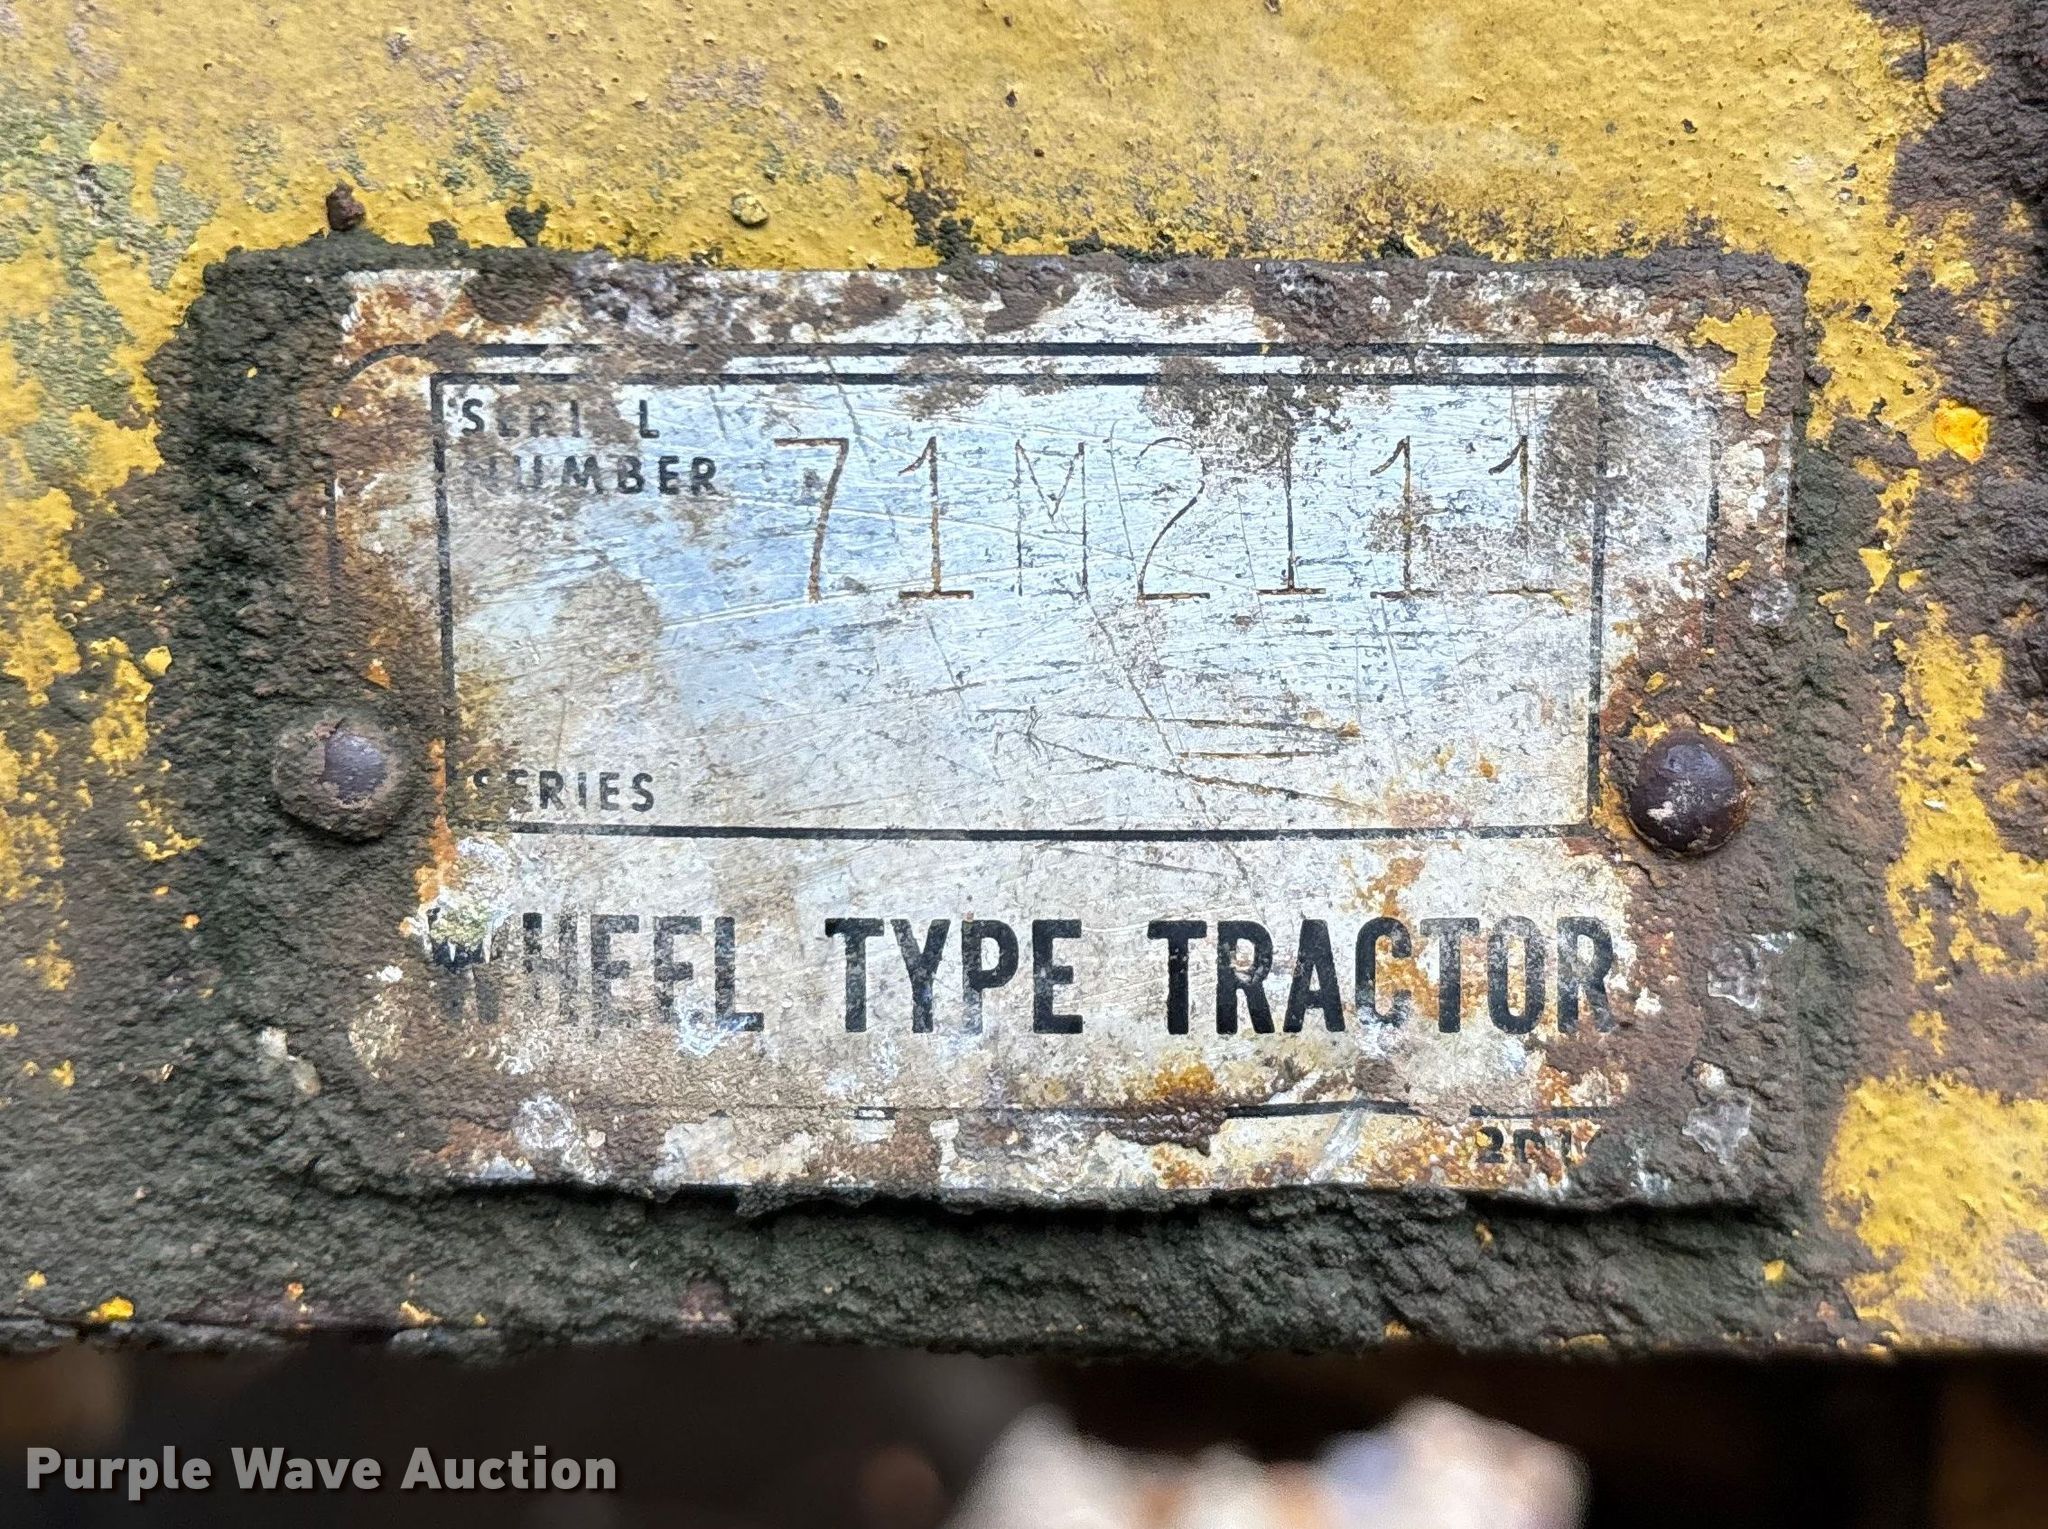 SERIAL
NUMBER 71M2111
SERIES
WHEEL TYPE TRACTOR
Purple Wave Auction